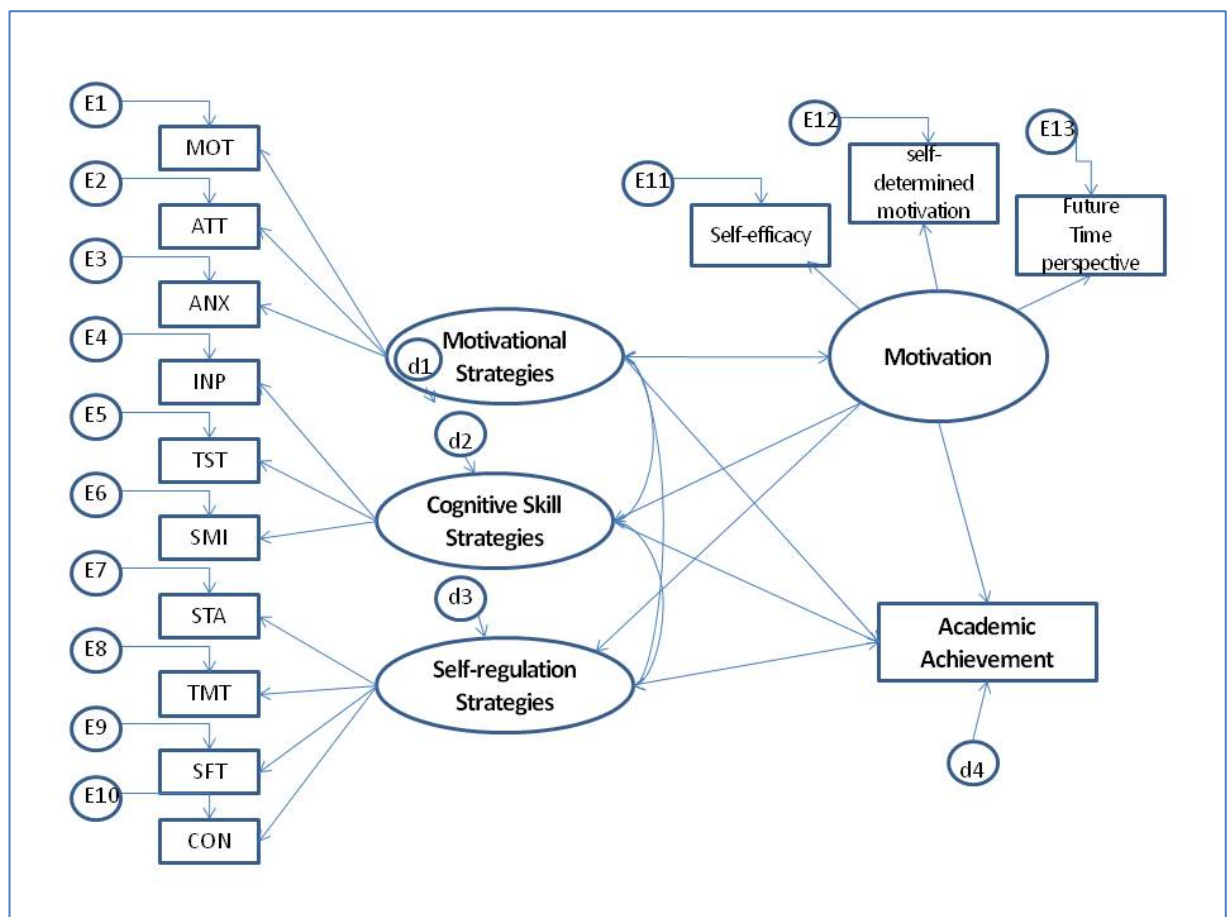 E1
MOT
E2
ATT
E3
ANX
E4
INP
E5
TST
E6
SMI
E7
STA
E8
TMT
E9
SFT
E10
CON
Motivational
Strategies
d1
d2
Cognitive Skill
Strategies
d3
Self-regulation
Strategies
E11
Self-efficacy
E12
self-
determined
motivation
E13
Future
Time
perspective
Motivation
Academic
Achievement
d4